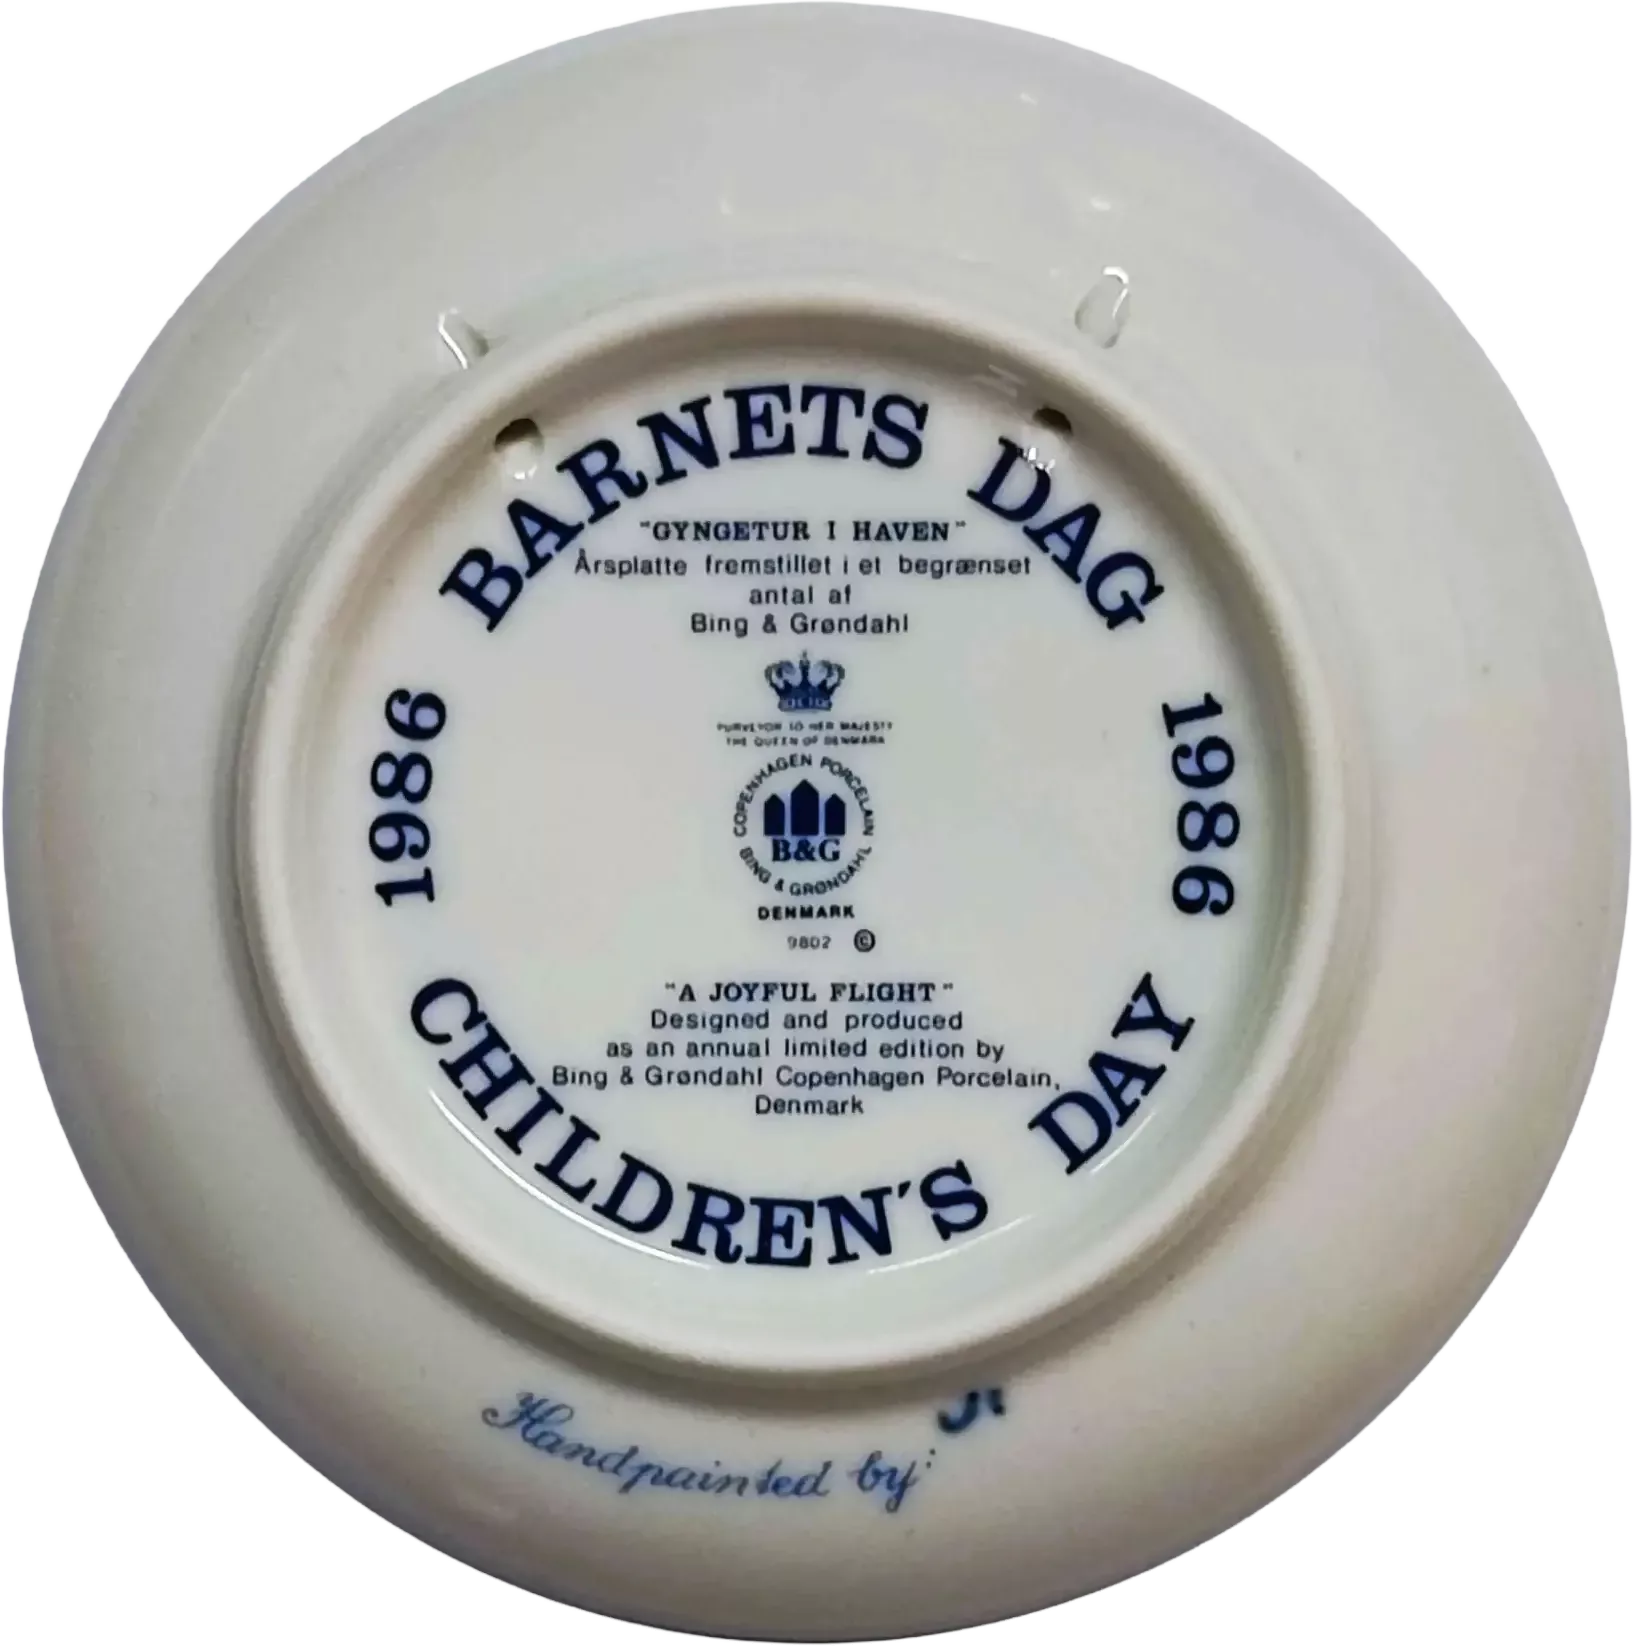 BARNETS DAG
"GYNGETUR I HAVEN"
Årsplatte fremstillet i et begrænset
antal af
Bing & Grøndahl
PURVEYOR TO HER MAJESTY
THE QUEEN OF DENMARK
1986
1986
COPENHAGEN PORCELAIN
B&G
BING & GRØNDAHL
DENMARK
9802 ©
"A JOYFUL FLIGHT"
Designed and produced
as an annual limited edition by
Bing & Grøndahl Copenhagen Porcelain,
Denmark
CHILDREN'S DAY
Handpainted by: